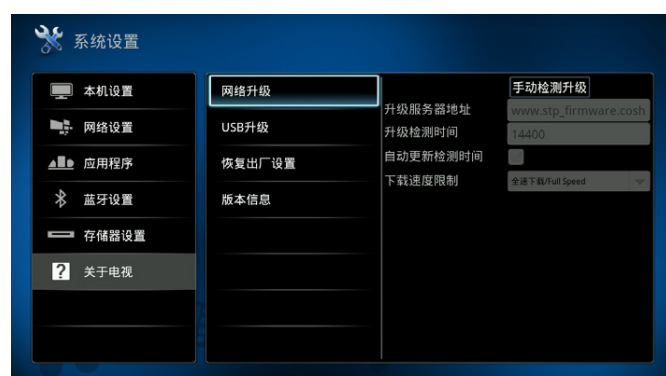 系统设置
本机设置
网络设置
应用程序
蓝牙设置
存储器设置
关于电视
网络升级
USB升级
恢复出厂设置
版本信息
手动检测升级
升级服务器地址 www.stp_firmware.cosh
升级检测时间 14400
自动更新检测时间
下载速度限制 全速下载/Full Speed